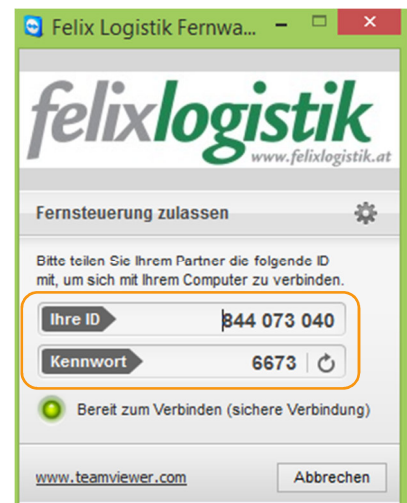 Felix Logistik Fernwa...
felixlogistik
www.felixlogistik.at
Fernsteuerung zulassen
Bitte teilen Sie Ihrem Partner die folgende ID
mit, um sich mit Ihrem Computer zu verbinden.
Ihre ID 844 073 040
Kennwort 6673
Bereit zum Verbinden (sichere Verbindung)
www.teamviewer.com Abbrechen